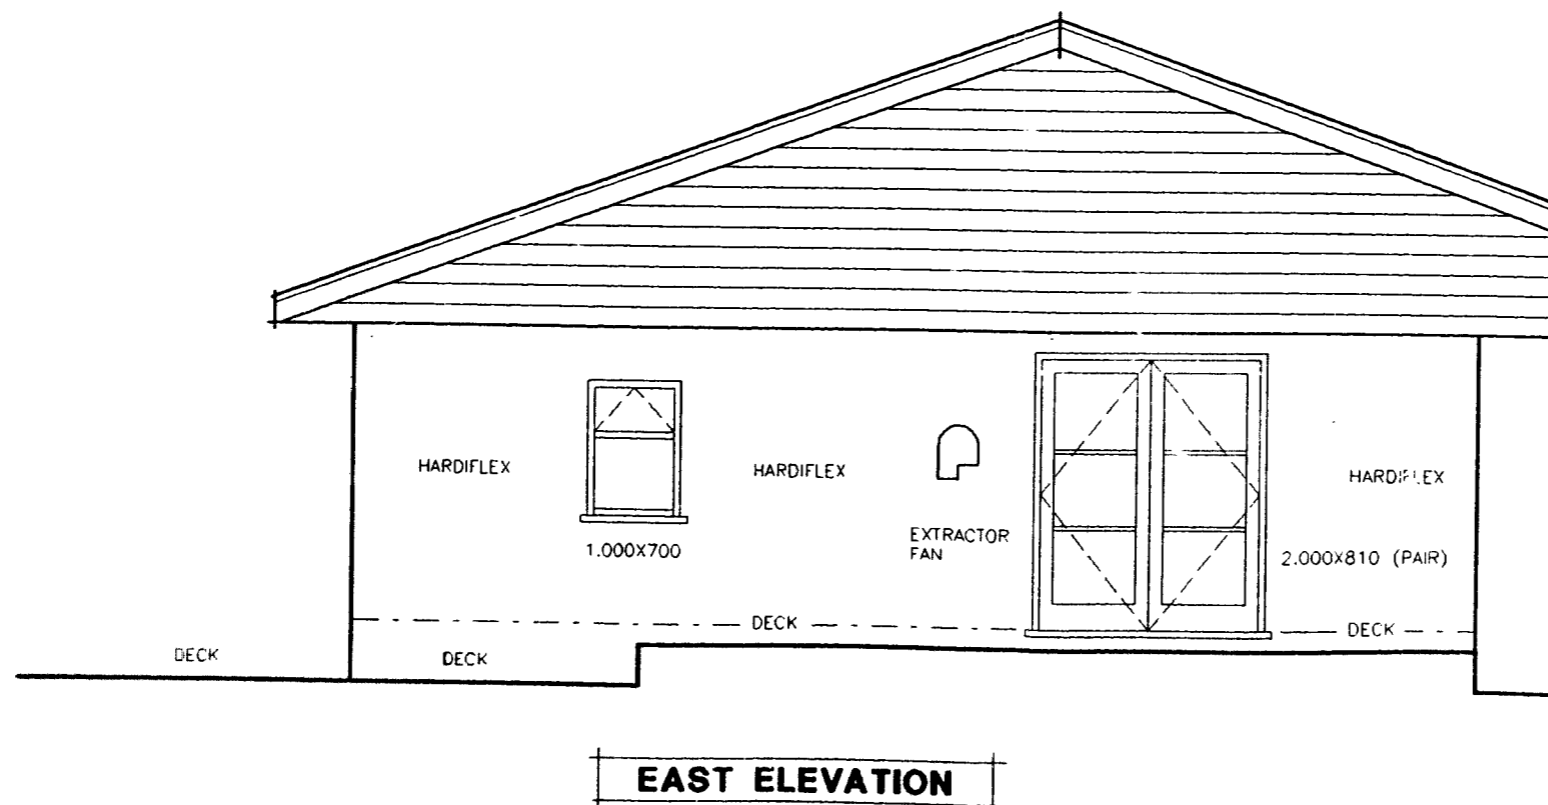 HARDIFLEX
HARDIFLEX
HARDIFLEX
EXTRACTOR
FAN
1.000X700
2.000X810 (PAIR)
DECK
DECK
DECK
DECK
EAST ELEVATION